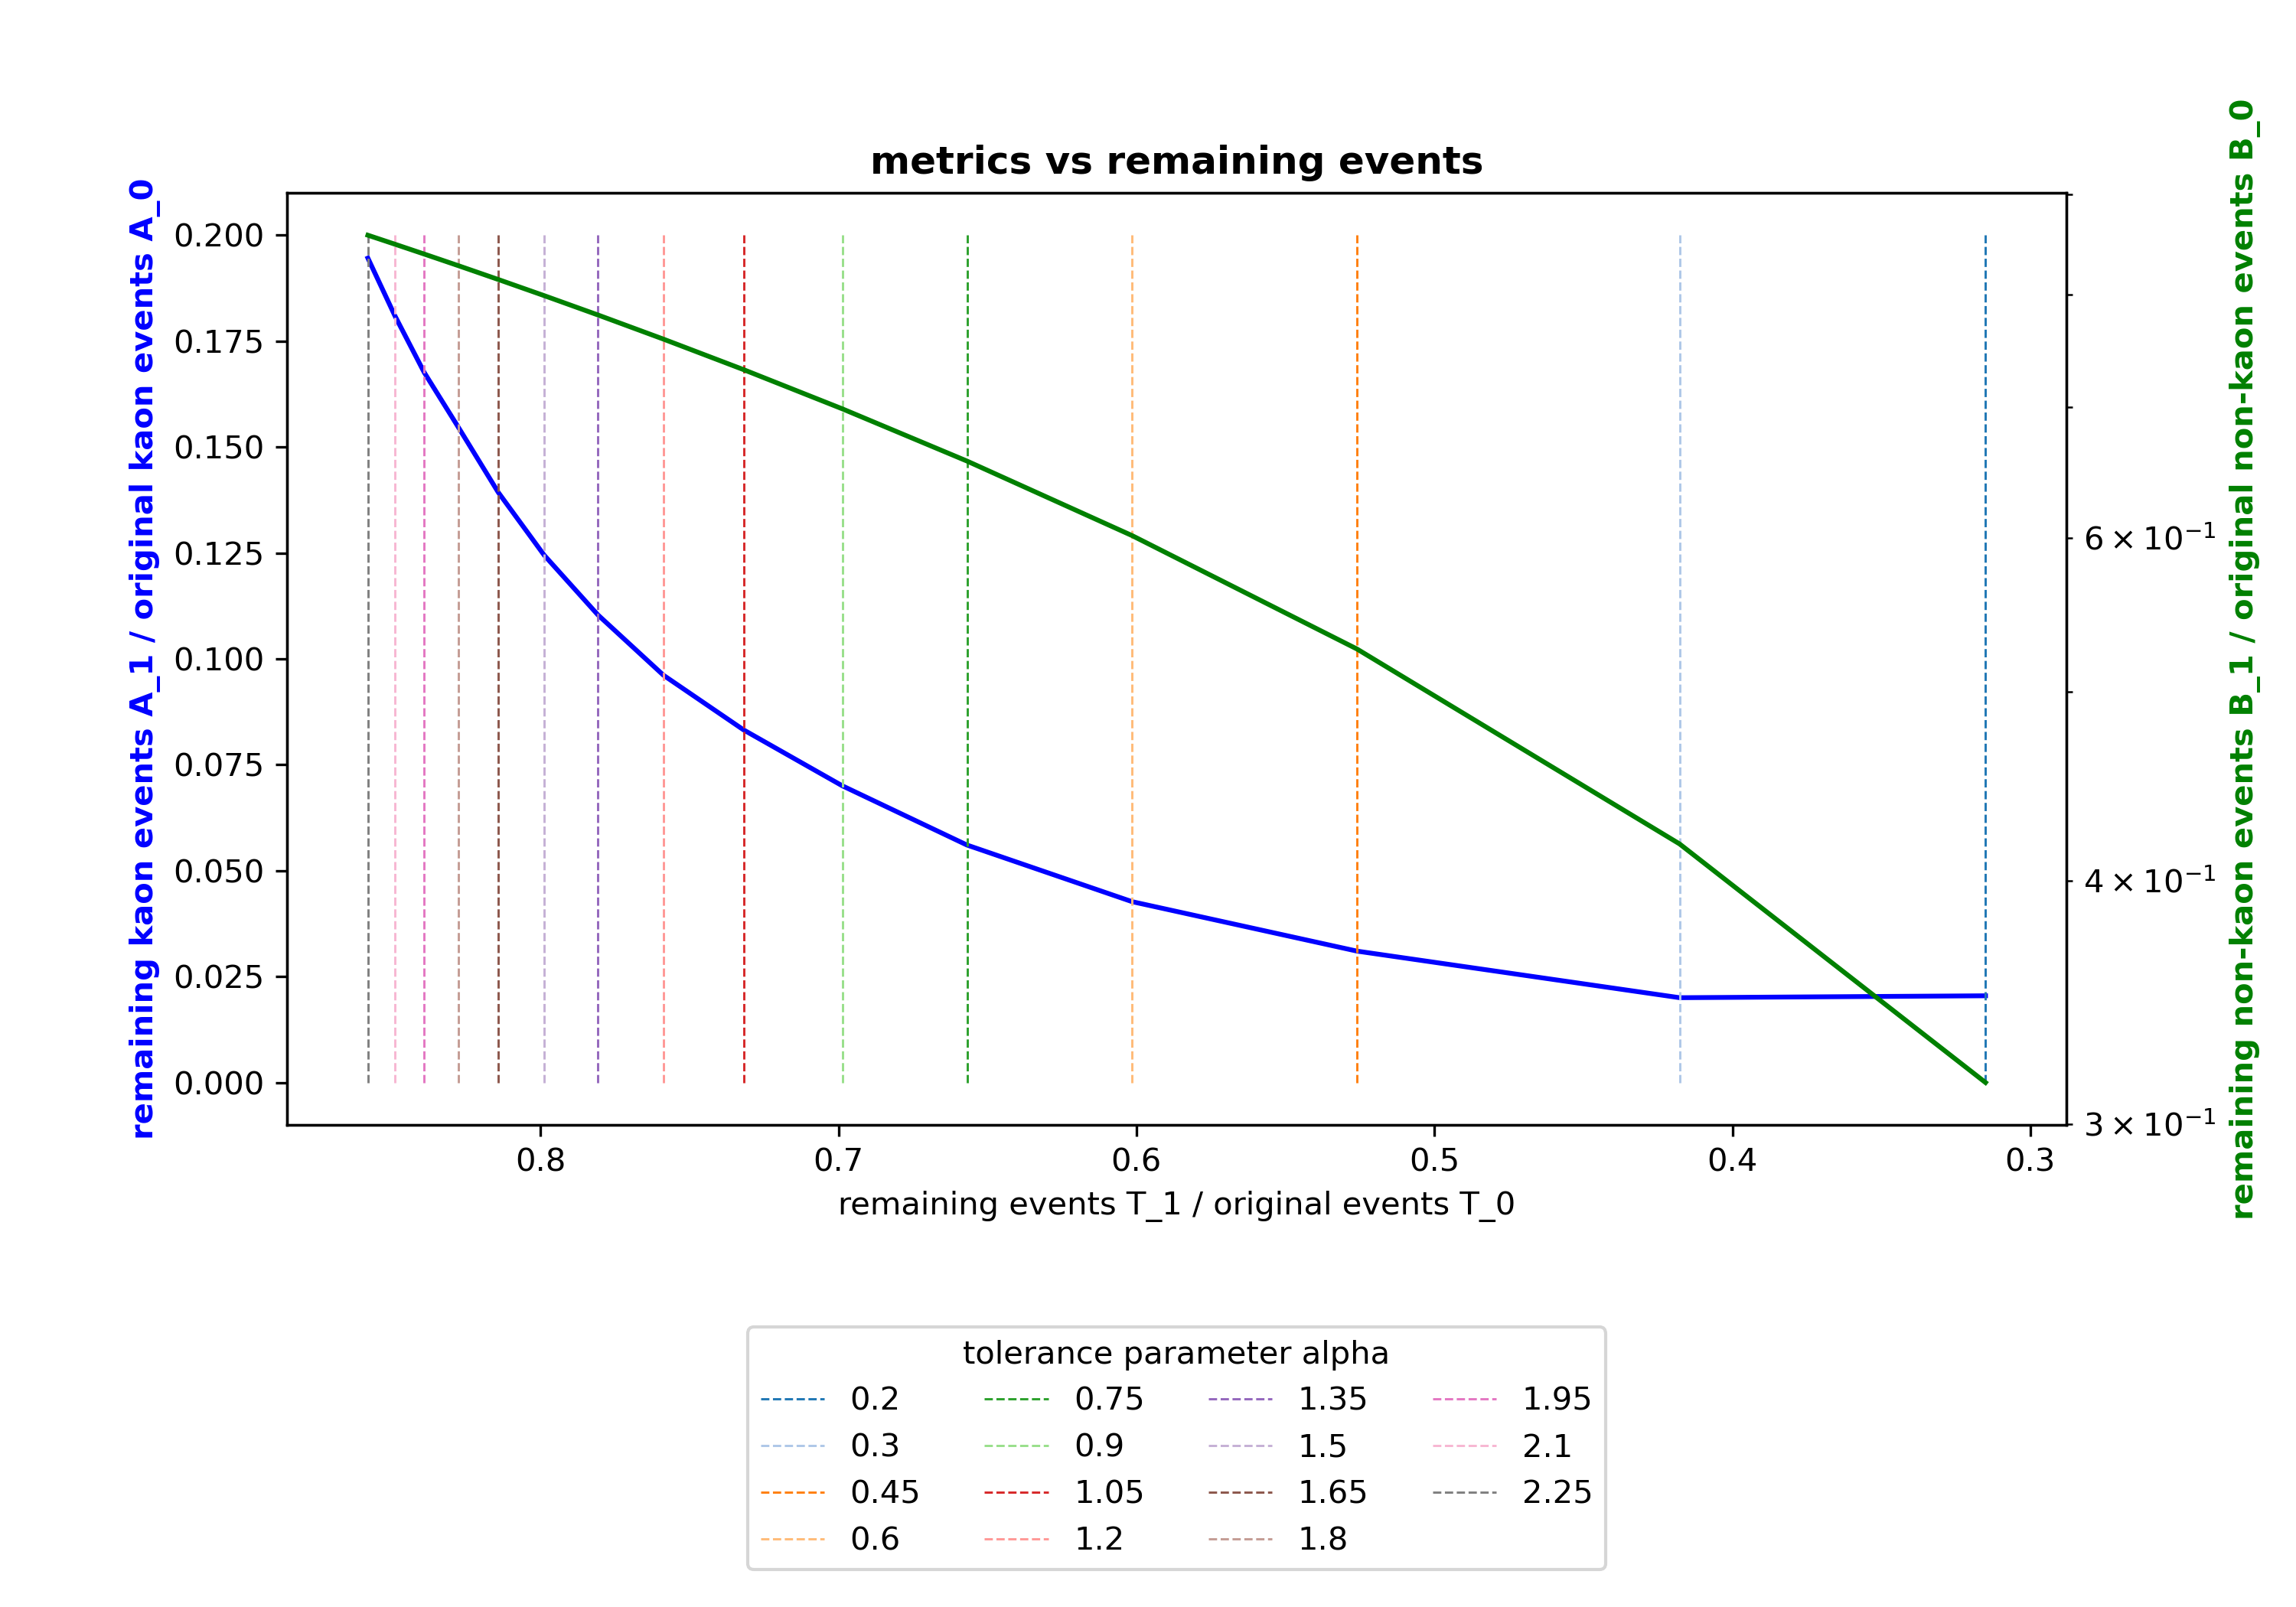 metrics vs remaining events
remaining kaon events A_1 / original kaon events A_0
0.200
0.175
0.150
0.125
0.100
0.075
0.050
0.025
0.000
6 × 10⁻¹
4 × 10⁻¹
3 × 10⁻¹
remaining non-kaon events B_1 / original non-kaon events B_0
0.8 0.7 0.6 0.5 0.4 0.3
remaining events T_1 / original events T_0
tolerance parameter alpha
0.2 0.75 1.35 1.95
0.3 0.9 1.5 2.1
0.45 1.05 1.65 2.25
0.6 1.2 1.8